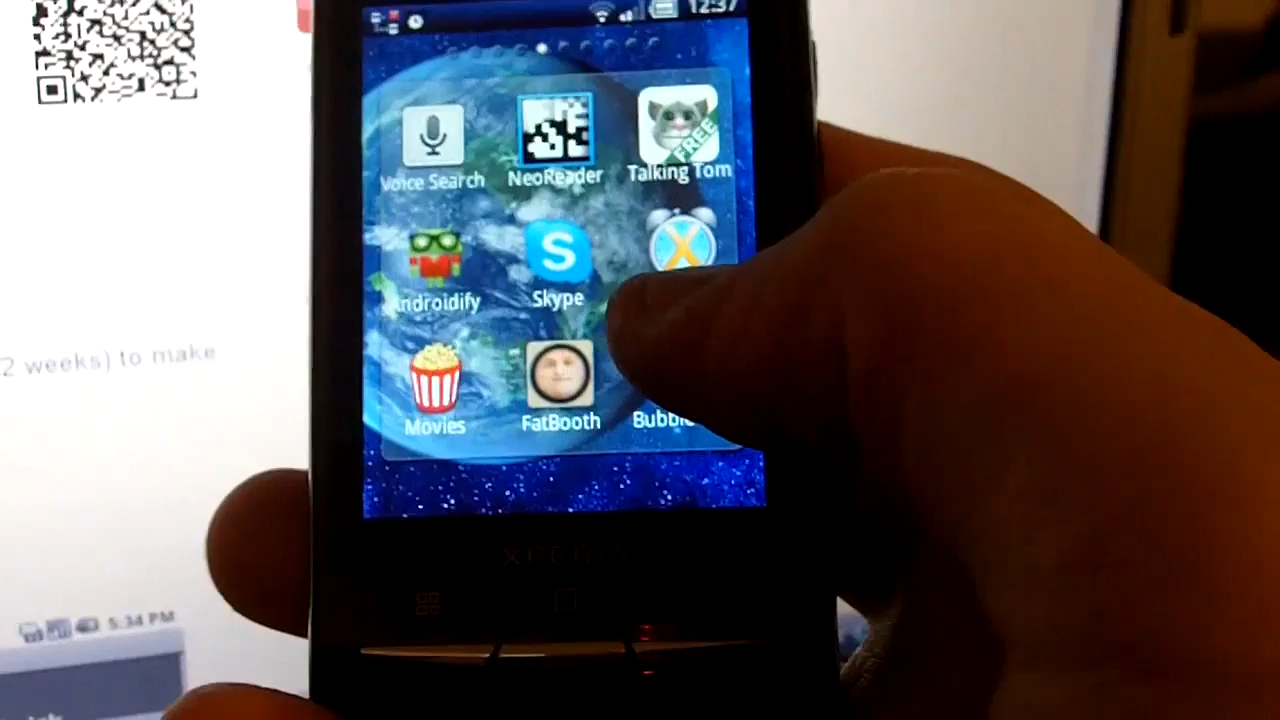 12:37
Voice Search NeoReader Talking Tom
FREE
Androidify Skype
S
X
Movies FatBooth
2 weeks) to make
XPERIA
5:34 PM